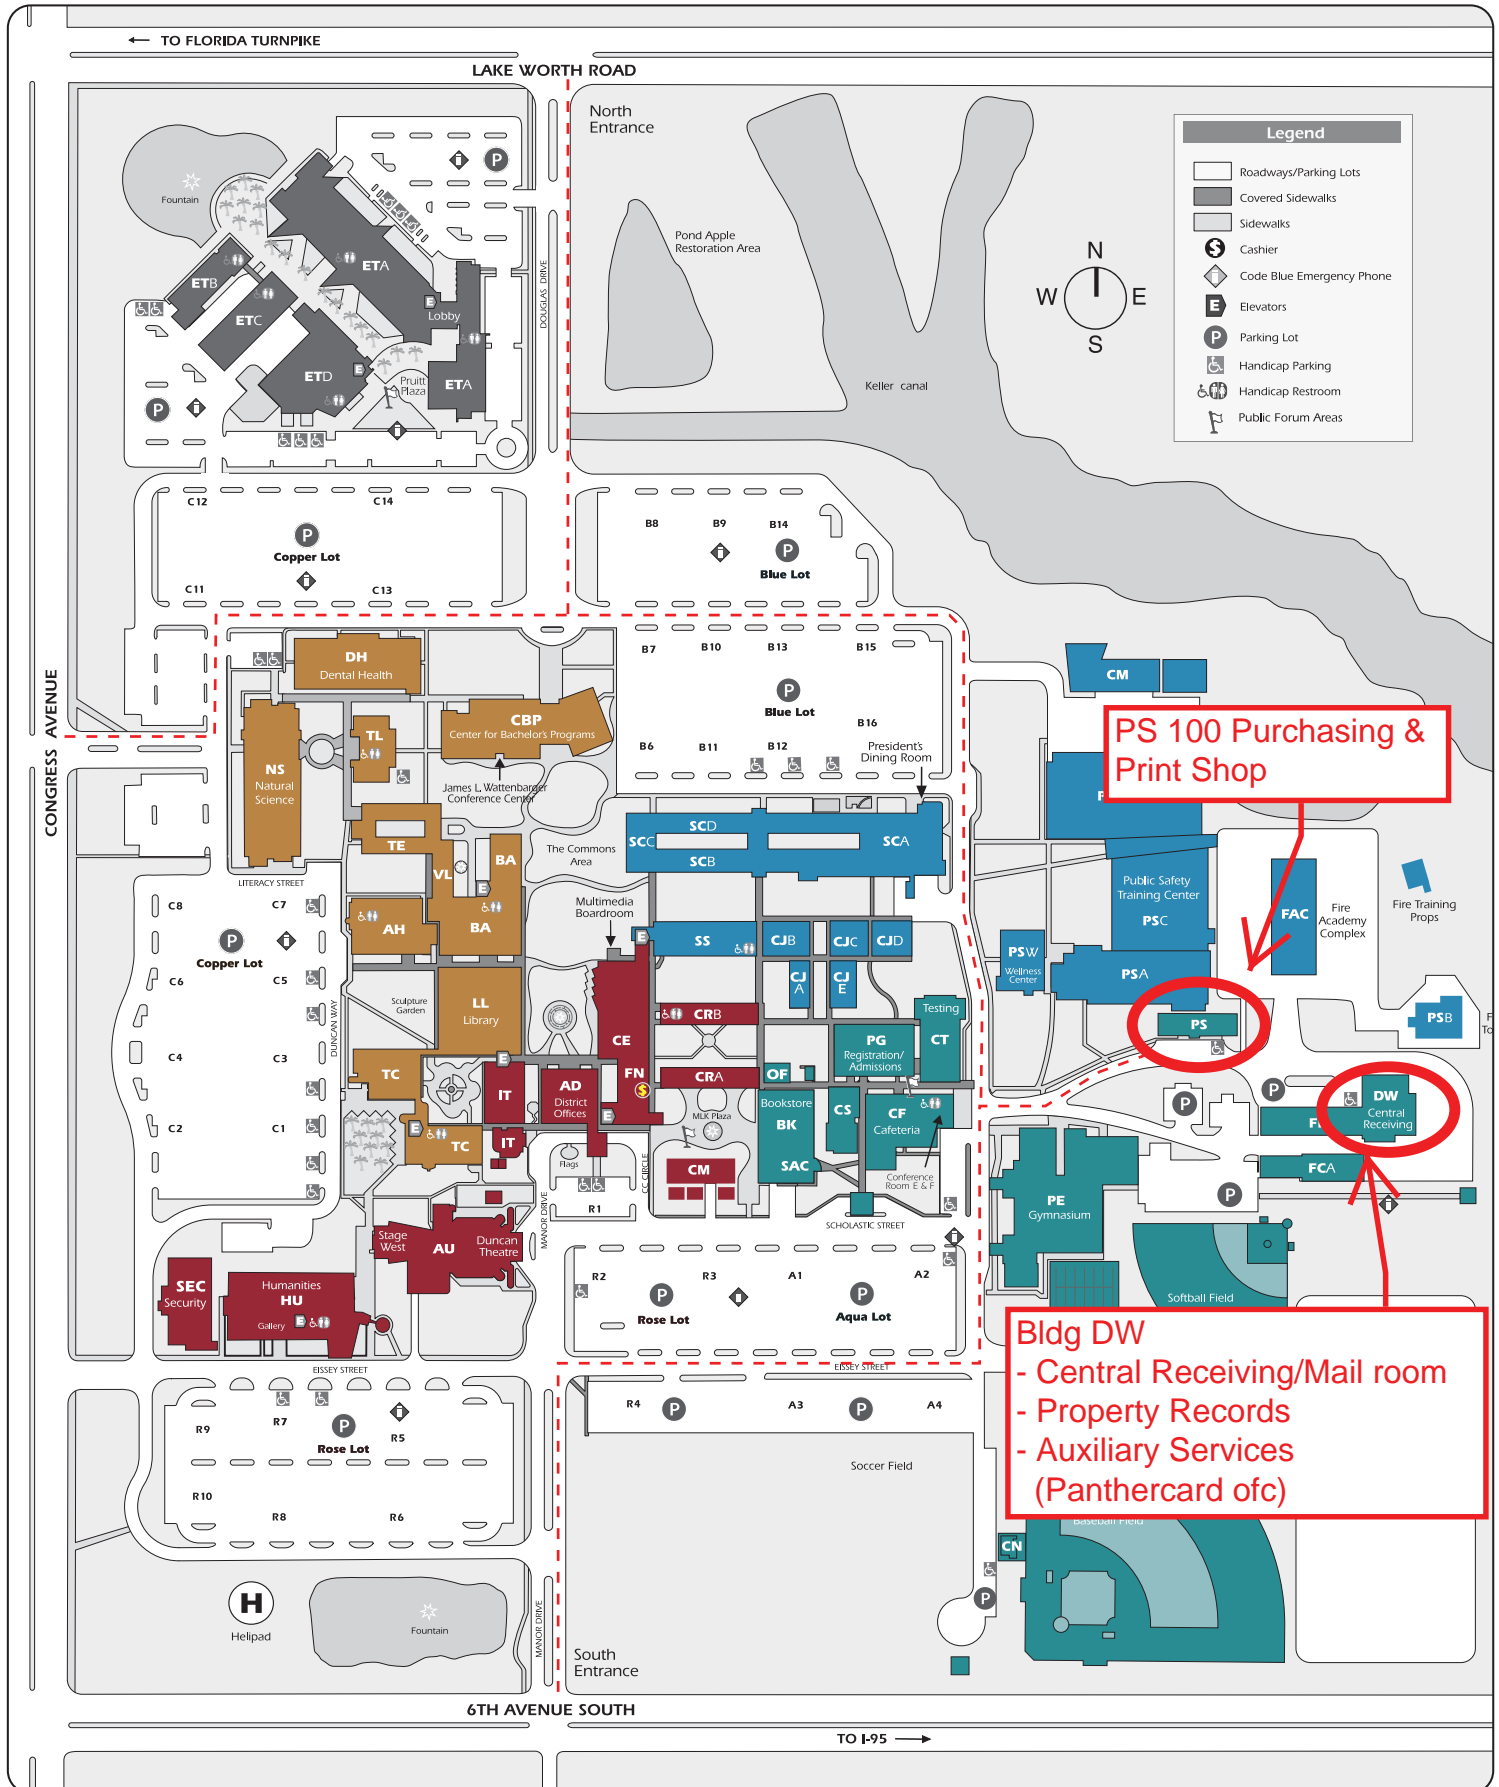 ← TO FLORIDA TURNPIKE
LAKE WORTH ROAD
North
Entrance
Legend
Roadways/Parking Lots
Covered Sidewalks
Sidewalks
$ Cashier
Code Blue Emergency Phone
E Elevators
P Parking Lot
Handicap Parking
Handicap Restroom
Public Forum Areas
N
W E
S
P
Fountain
Pond Apple
Restoration Area
ETA
ETB
ETC
E
Lobby
DOUGLAS DRIVE
ETD
E
Pruitt
Plaza
ETA
Keller canal
P
C12
C14
P
Copper Lot
C11
C13
B8
B9
B14
P
Blue Lot
CONGRESS AVENUE
DH
Dental Health
B7
B10
B13
B15
P
Blue Lot
B16
B6
B11
B12
President's
Dining Room
CM
TL
CBP
Center for Bachelor's Programs
NS
Natural
Science
James L. Wattenbarger
Conference Center
PS 100 Purchasing &
Print Shop
TE
VL
BA
E
BA
AH
LITERACY STREET
The Commons
Area
SCC
SCD
SCB
SCA
Multimedia
Boardroom
Public Safety
Training Center
PSC
FAC
Fire
Academy
Complex
Fire Training
Props
C8
C7
P
Copper Lot
C6
C5
E
SS
CJB
CJC
CJD
CJ
A
CJ
E
PSW
Wellness
Center
PSA
PS
PSB
Sculpture
Garden
DUNCAN WAY
LL
Library
CE
CRB
PG
Registration/
Admissions
Testing
CT
C4
C3
TC
E
IT
AD
District
Offices
FN
$
CRA
OF
P
P
DW
Central
Receiving
C2
C1
E
TC
IT
E
MLK Plaza
Bookstore
BK
CS
CF
Cafeteria
SAC
Conference
Room E & F
FCA
P
Flags
R1
CC CIRCLE
CM
MANOR DRIVE
SCHOLASTIC STREET
PE
Gymnasium
Stage
West
AU
Duncan
Theatre
SEC
Security
Humanities
HU
Gallery
E
R2
P
Rose Lot
R3
A1
P
Aqua Lot
A2
Softball Field
EISSEY STREET
EISSEY STREET
Bldg DW
- Central Receiving/Mail room
- Property Records
- Auxiliary Services
(Panthercard ofc)
R9
R7
P
Rose Lot
R5
R4
P
A3
P
A4
Soccer Field
R10
R8
R6
Baseball Field
CN
P
H
Helipad
Fountain
MANOR DRIVE
South
Entrance
6TH AVENUE SOUTH
TO I-95 →